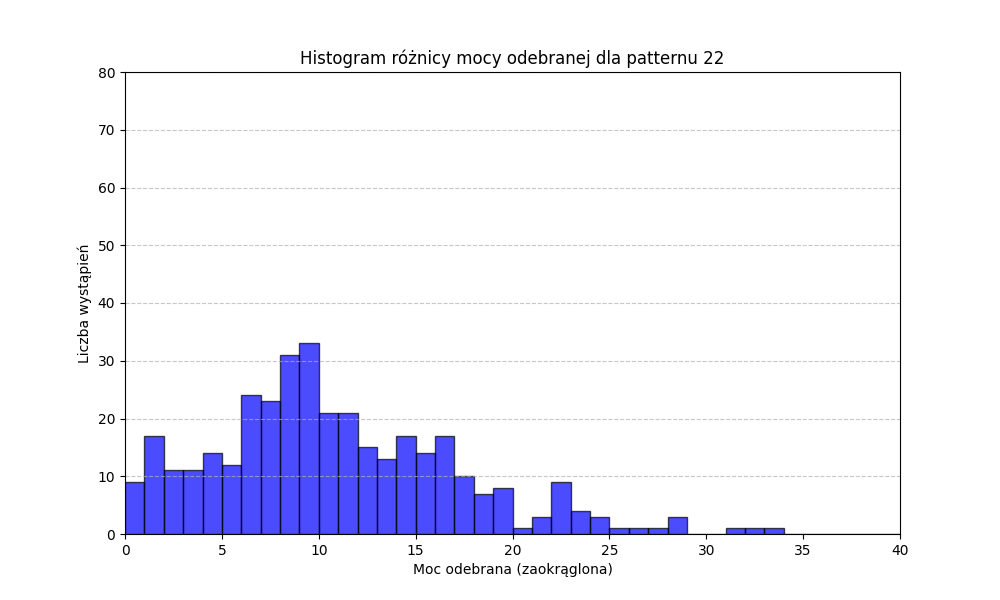 Histogram różnicy mocy odebranej dla patternu 22
80
70
60
50
40
30
20
10
0
Liczba wystąpień
0 5 10 15 20 25 30 35 40
Moc odebrana (zaokrąglona)